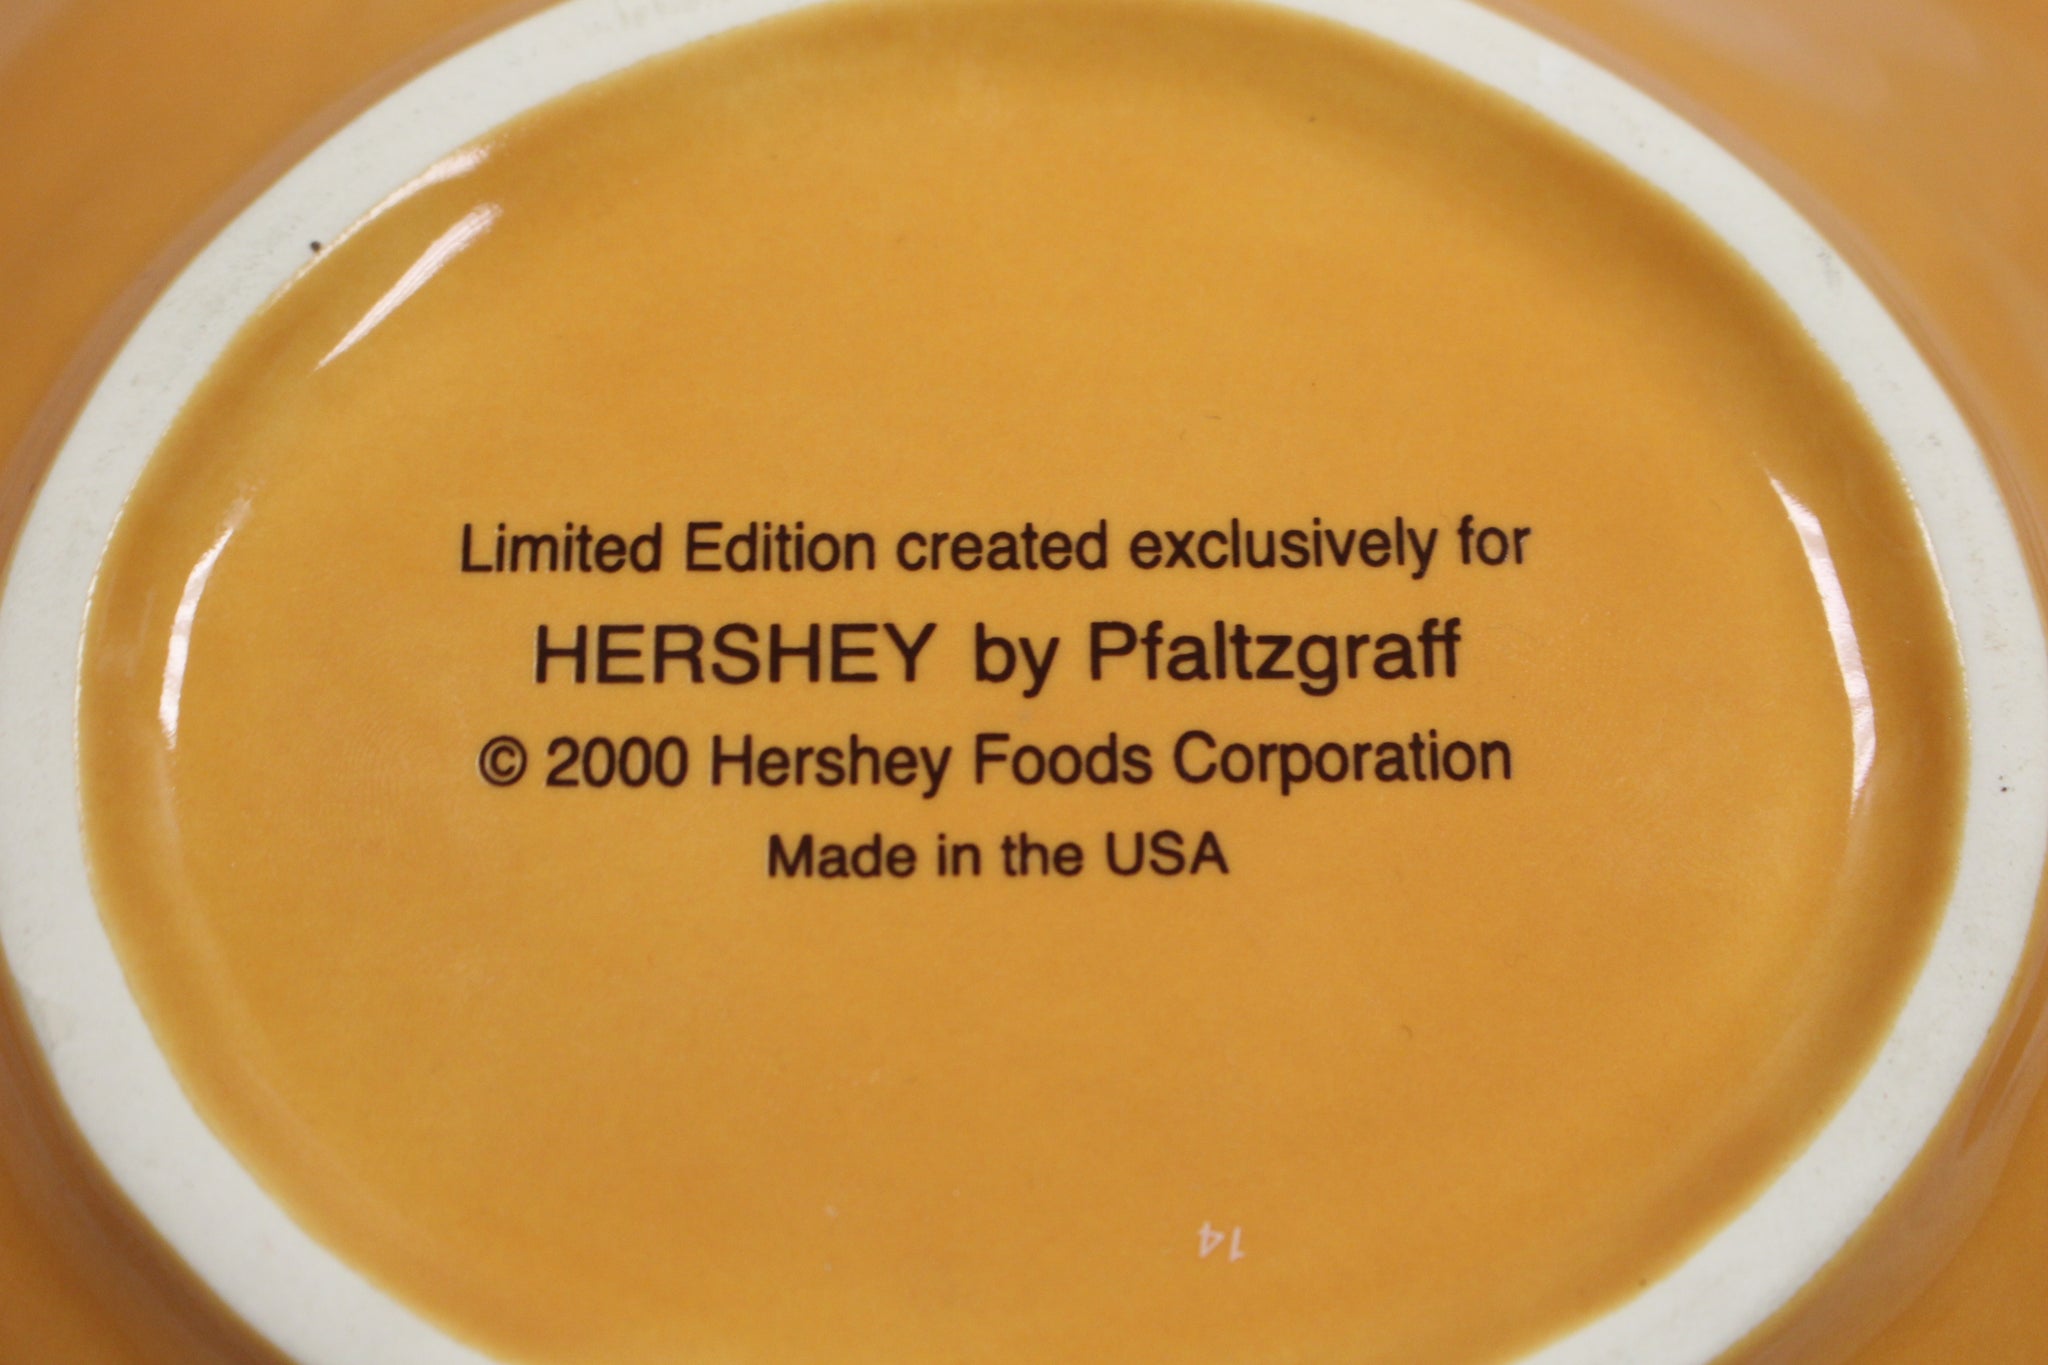 Limited Edition created exclusively for
HERSHEY by Pfaltzgraff
© 2000 Hershey Foods Corporation
Made in the USA
14